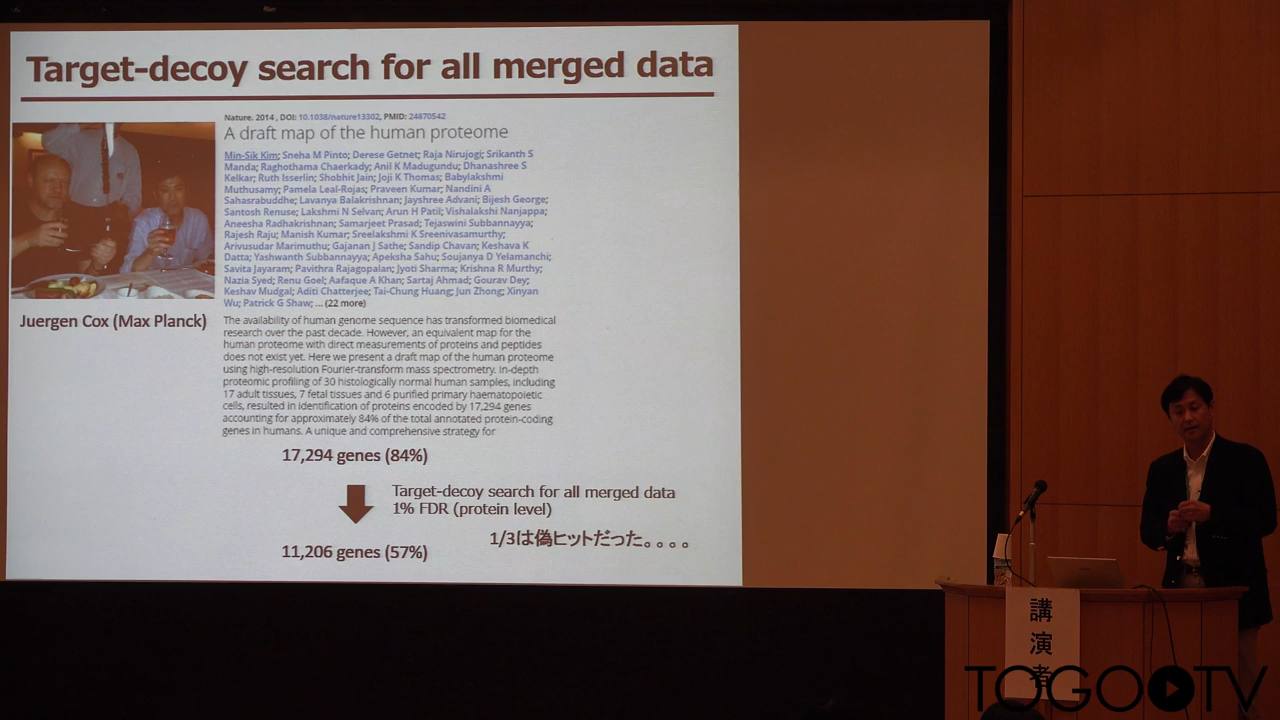 Target-decoy search for all merged data
Nature. 2014 , DOI: 10.1038/nature13302, PMID: 24870542
A draft map of the human proteome
Min-Sik Kim; Sneha M Pinto; Derese Getnet; Raja Nirujogi; Srikanth S
Manda; Raghothama Chaerkady; Anil K Madugundu; Dhanashree S
Kelkar; Ruth Isserlin; Shobhit Jain; Joji K Thomas; Babylakshmi
Muthusamy; Pamela Leal-Rojas; Praveen Kumar; Nandini A
Sahasrabuddhe; Lavanya Balakrishnan; Jayshree Advani; Bijesh George;
Santosh Renuse; Lakshmi N Selvan; Arun H Patil; Vishalakshi Nanjappa;
Aneesha Radhakrishnan; Samarjeet Prasad; Tejaswini Subbannayya;
Rajesh Raju; Manish Kumar; Sreelakshmi K Sreenivasamurthy;
Arivusudar Marimuthu; Gajanan J Sathe; Sandip Chavan; Keshava K
Datta; Yashwanth Subbannayya; Apeksha Sahu; Soujanya D Yelamanchi;
Savita Jayaram; Pavithra Rajagopalan; Jyoti Sharma; Krishna R Murthy;
Nazia Syed; Renu Goel; Aafaque A Khan; Sartaj Ahmad; Gourav Dey;
Keshav Mudgal; Aditi Chatterjee; Tai-Chung Huang; Jun Zhong; Xinyan
Wu; Patrick G Shaw; ... (22 more)
Juergen Cox (Max Planck)
The availability of human genome sequence has transformed biomedical
research over the past decade. However, an equivalent map for the
human proteome with direct measurements of proteins and peptides
does not exist yet. Here we present a draft map of the human proteome
using high-resolution Fourier-transform mass spectrometry. In-depth
proteomic profiling of 30 histologically normal human samples, including
17 adult tissues, 7 fetal tissues and 6 purified primary haematopoietic
cells, resulted in identification of proteins encoded by 17,294 genes
accounting for approximately 84% of the total annotated protein-coding
genes in humans. A unique and comprehensive strategy for
17,294 genes (84%)
Target-decoy search for all merged data
1% FDR (protein level)
1/3は偽ヒットだった。。。。
11,206 genes (57%)
講演者
TOGOTV